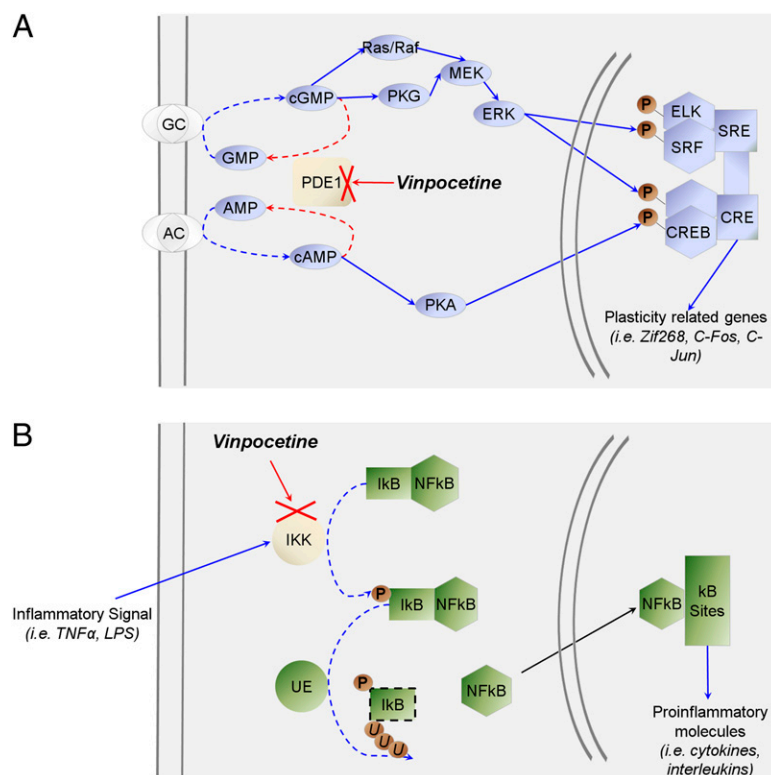 A
Ras/Raf
MEK
cGMP
PKG
ERK
GC
GMP
PDE1
Vinpocetine
AMP
AC
cAMP
PKA
P
ELK
P
SRE
SRF
P
P
CRE
CREB
Plasticity related genes
(i.e. Zif268, C-Fos, C-
Jun)
B
Vinpocetine
IkB
NFkB
IKK
P
IkB
NFkB
Inflammatory Signal
(i.e. TNFα, LPS)
NFkB
kB
Sites
UE
P
IkB
NFkB
U
U
U
Proinflammatory
molecules
(i.e. cytokines,
interleukins)